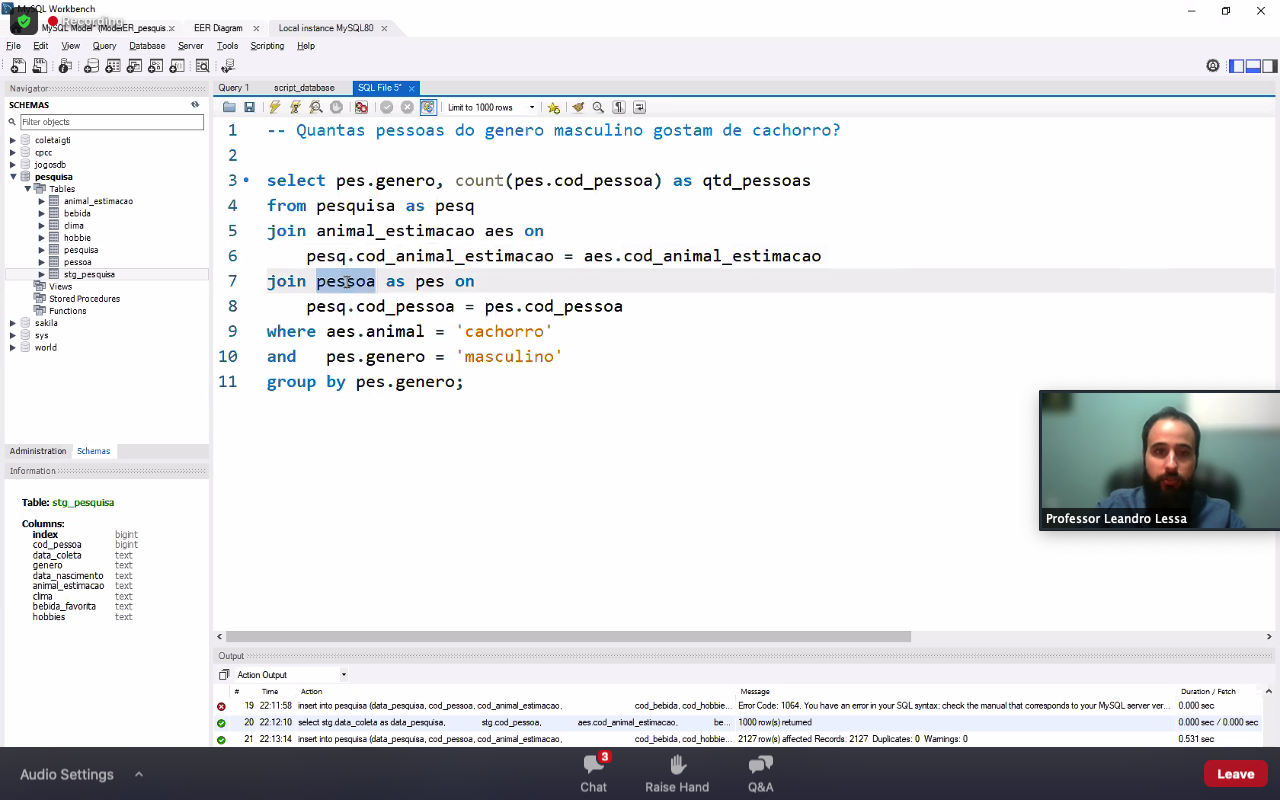 MySQL Workbench
Recording
MySQL Model* (ModelER_pesquis...
EER Diagram
Local instance MySQL80
File Edit View Query Database Server Tools Scripting Help
Navigator
SCHEMAS
Filter objects
coletaigti
cpcc
jogosdb
pesquisa
Tables
animal_estimacao
bebida
clima
hobbie
pesquisa
pessoa
stg_pesquisa
Views
Stored Procedures
Functions
sakila
sys
world
Administration Schemas
Information
Table: stg_pesquisa
Columns:
index bigint
cod_pessoa bigint
data_coleta text
genero text
data_nascimento text
animal_estimacao text
clima text
bebida_favorita text
hobbies text
Query 1 script_database SQL File 5*
Limit to 1000 rows
1 -- Quantas pessoas do genero masculino gostam de cachorro?
2
3 select pes.genero, count(pes.cod_pessoa) as qtd_pessoas
4 from pesquisa as pesq
5 join animal_estimacao aes on
6 pesq.cod_animal_estimacao = aes.cod_animal_estimacao
7 join pessoa as pes on
8 pesq.cod_pessoa = pes.cod_pessoa
9 where aes.animal = 'cachorro'
10 and pes.genero = 'masculino'
11 group by pes.genero;
Professor Leandro Lessa
Output
Action Output
# Time Action Message Duration / Fetch
19 22:11:58 insert into pesquisa (data_pesquisa, cod_pessoa, cod_animal_estimacao, cod_bebida, cod_hobbie... Error Code: 1064. You have an error in your SQL syntax; check the manual that corresponds to your MySQL server ver... 0.000 sec
20 22:12:10 select stg.data_coleta as data_pesquisa, stg.cod_pessoa, aes.cod_animal_estimacao, be... 1000 row(s) returned 0.000 sec / 0.000 sec
21 22:13:14 insert into pesquisa (data_pesquisa, cod_pessoa, cod_animal_estimacao, cod_bebida, cod_hobbie... 2127 row(s) affected Records: 2127 Duplicates: 0 Warnings: 0 0.531 sec
Audio Settings
3
Chat
Raise Hand
Q&A
Leave